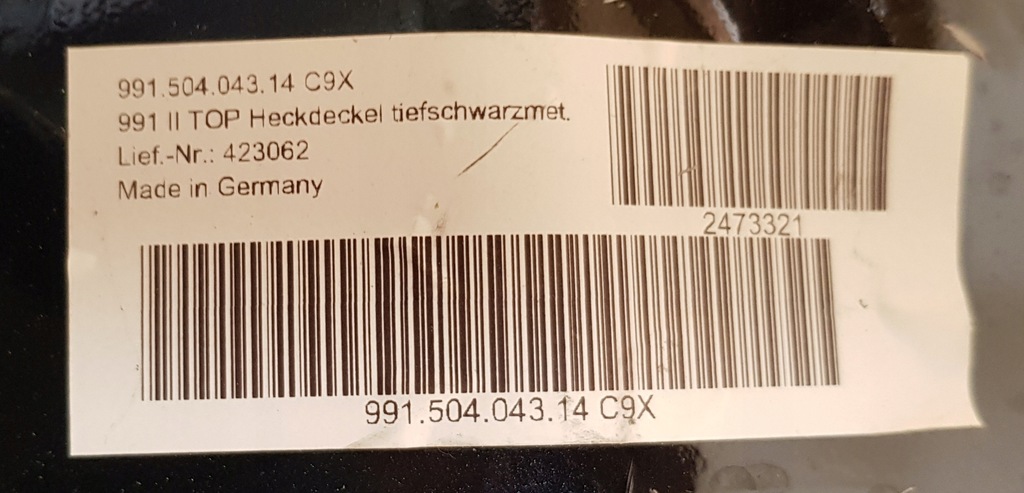 991.504.043.14 C9X
991 II TOP Heckdeckel tiefschwarzmet.
Lief.-Nr.: 423062
Made in Germany
2473321
991.504.043.14 C9X